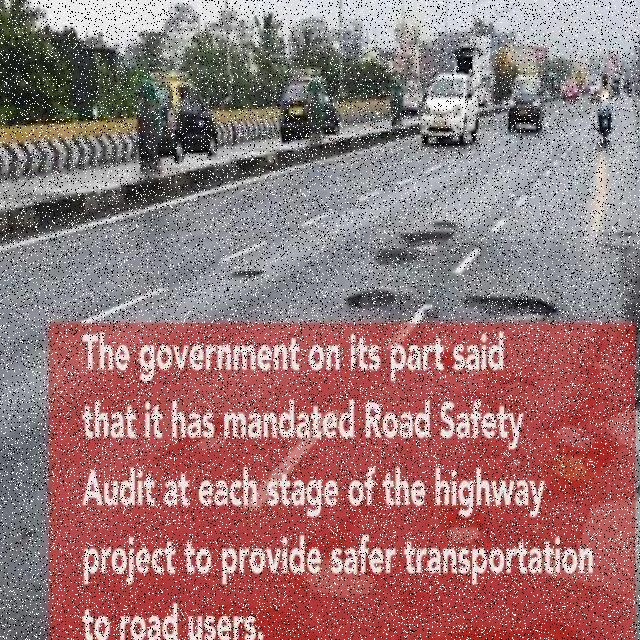 The government on its part said
that it has mandated Road Safety
Audit at each stage of the highway
project to provide safer transportation
to road users.